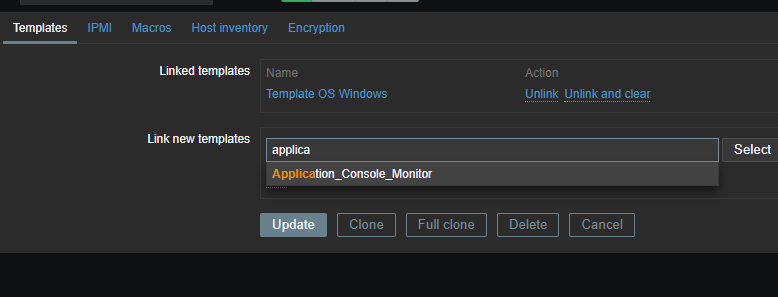 Templates IPMI Macros Host inventory Encryption
Linked templates Name Action
Template OS Windows Unlink Unlink and clear
Link new templates applica Select
Application_Console_Monitor
Update Clone Full clone Delete Cancel